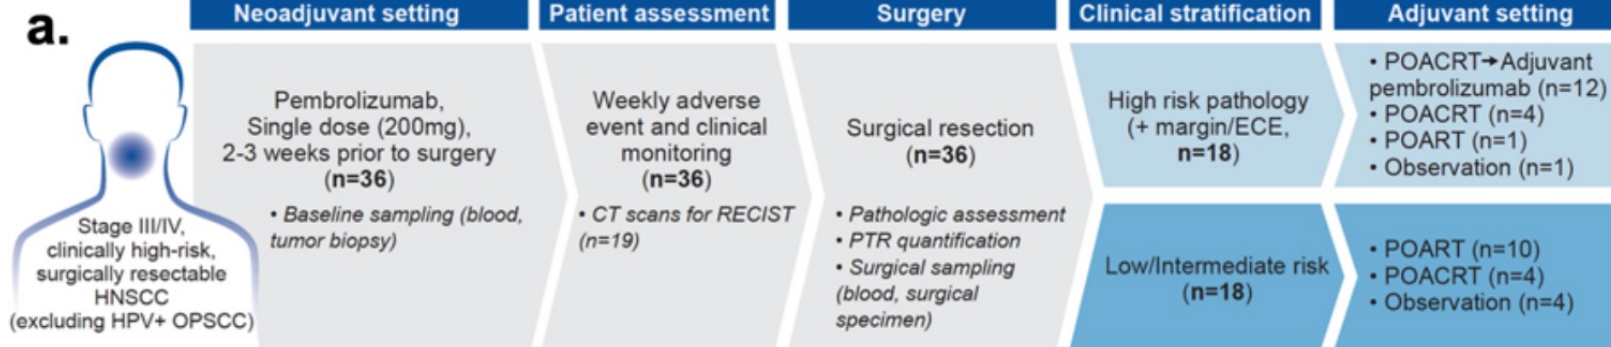 a.
Neoadjuvant setting
Patient assessment
Surgery
Clinical stratification
Adjuvant setting
Stage III/IV,
clinically high-risk,
surgically resectable
HNSCC
(excluding HPV+ OPSCC)
Pembrolizumab,
Single dose (200mg),
2-3 weeks prior to surgery
(n=36)
• Baseline sampling (blood,
tumor biopsy)
Weekly adverse
event and clinical
monitoring
(n=36)
• CT scans for RECIST
(n=19)
Surgical resection
(n=36)
• Pathologic assessment
• PTR quantification
• Surgical sampling
(blood, surgical
specimen)
High risk pathology
(+ margin/ECE,
n=18)
• POACRT→Adjuvant
pembrolizumab (n=12)
• POACRT (n=4)
• POART (n=1)
• Observation (n=1)
Low/Intermediate risk
(n=18)
• POART (n=10)
• POACRT (n=4)
• Observation (n=4)